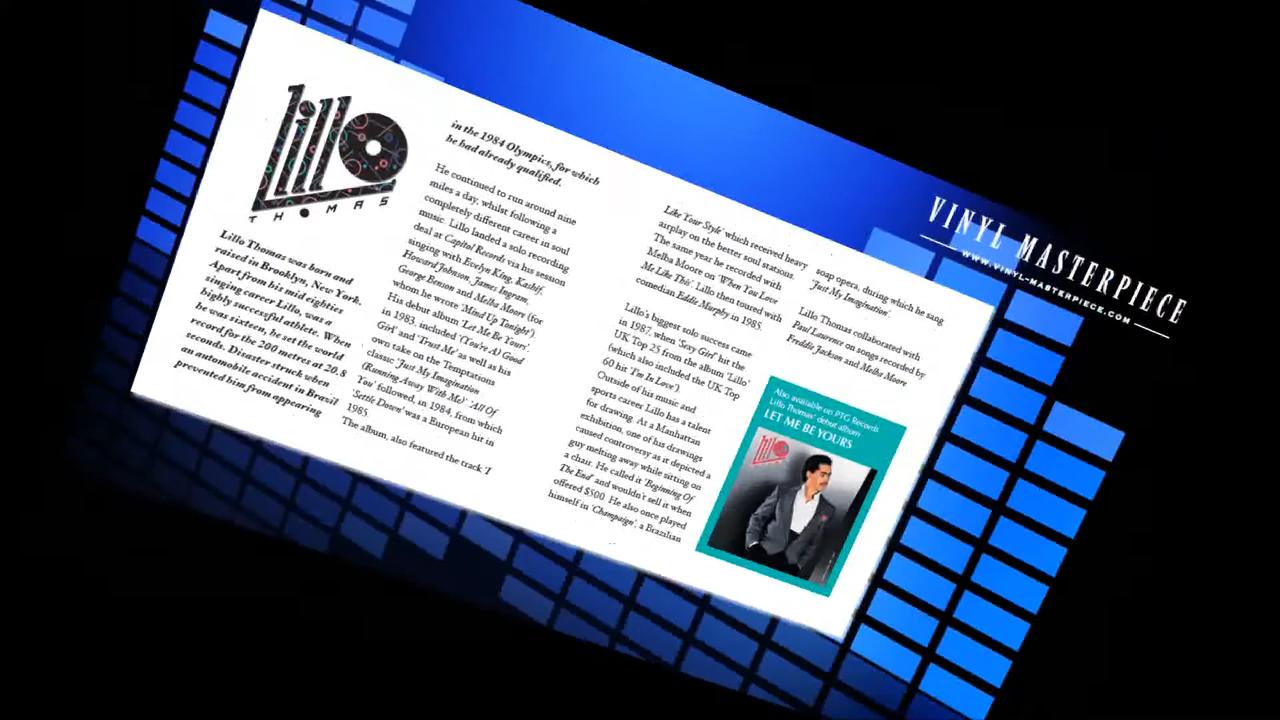 lillo
THOMAS
Lillo Thomas was born and
raised in Brooklyn, New York.
Apart from his mid eighties
singing career Lillo, was a
highly successful athlete. When
he was sixteen, he set the world
record for the 200 metres at 20.8
seconds. Disaster struck when
an automobile accident in Brazil
prevented him from appearing
in the 1984 Olympics, for which
he had already qualified.
He continued to run around nine
miles a day, whilst following a
completely different career in soul
music. Lillo landed a solo recording
deal at Capitol Records via his session
singing with Evelyn King, Kashif,
Howard Johnson, James Ingram,
George Benson and Melba Moore (for
whom he wrote 'Mind Up Tonight').
His debut album 'Let Me Be Yours',
in 1983, included '(You're A) Good
Girl' and 'Trust Me' as well as his
own take on the Temptations
classic 'Just My Imagination
(Running Away With Me)' 'All Of
You' followed, in 1984, from which
'Settle Down' was a European hit in
1985.
The album, also featured the track 'I
Like Your Style' which received heavy
airplay on the better soul stations.
The same year he recorded with
Melba Moore on 'When You Love
Me Like This'. Lillo then toured with
comedian Eddie Murphy in 1985.
Lillo's biggest solo success came
in 1987, when 'Sexy Girl' hit the
UK Top 25 from the album 'Lillo'
(which also included the UK Top
60 hit 'I'm In Love').
Outside of his music and
sports career Lillo has a talent
for drawing. At a Manhattan
exhibition, one of his drawings
caused controversy as it depicted a
guy melting away while sitting on
a chair. He called it 'Beginning Of
The End' and wouldn't sell it when
offered $500. He also once played
himself in 'Champaign', a Brazilian
soap opera, during which he sang
'Just My Imagination'.
Lillo Thomas collaborated with
Paul Laurence on songs recorded by
Freddie Jackson and Melba Moore
Also available on PTG Records
Lillo Thomas' debut album
LET ME BE YOURS
lillo
VINYL MASTERPIECE
WWW.VINYL-MASTERPIECE.COM